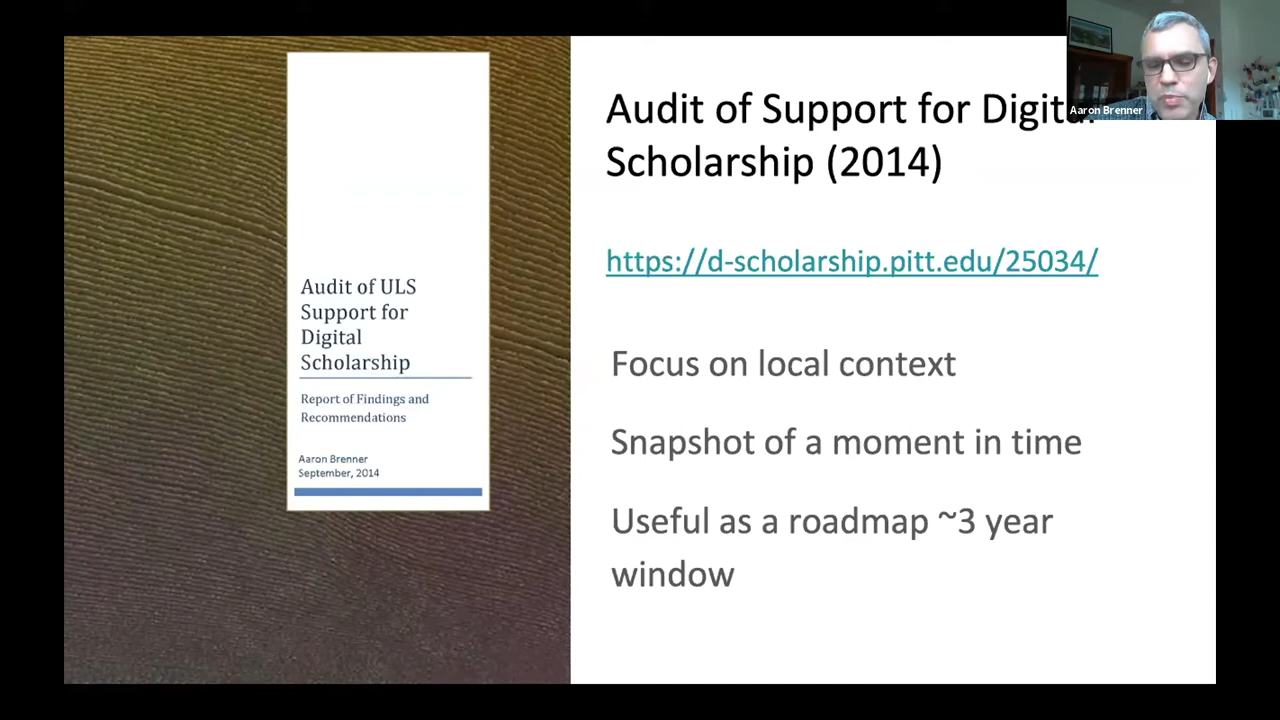 Aaron Brenner
Audit of Support for Digital
Scholarship (2014)
https://d-scholarship.pitt.edu/25034/
Focus on local context
Snapshot of a moment in time
Useful as a roadmap ~3 year
window
Audit of ULS
Support for
Digital
Scholarship
Report of Findings and
Recommendations
Aaron Brenner
September, 2014